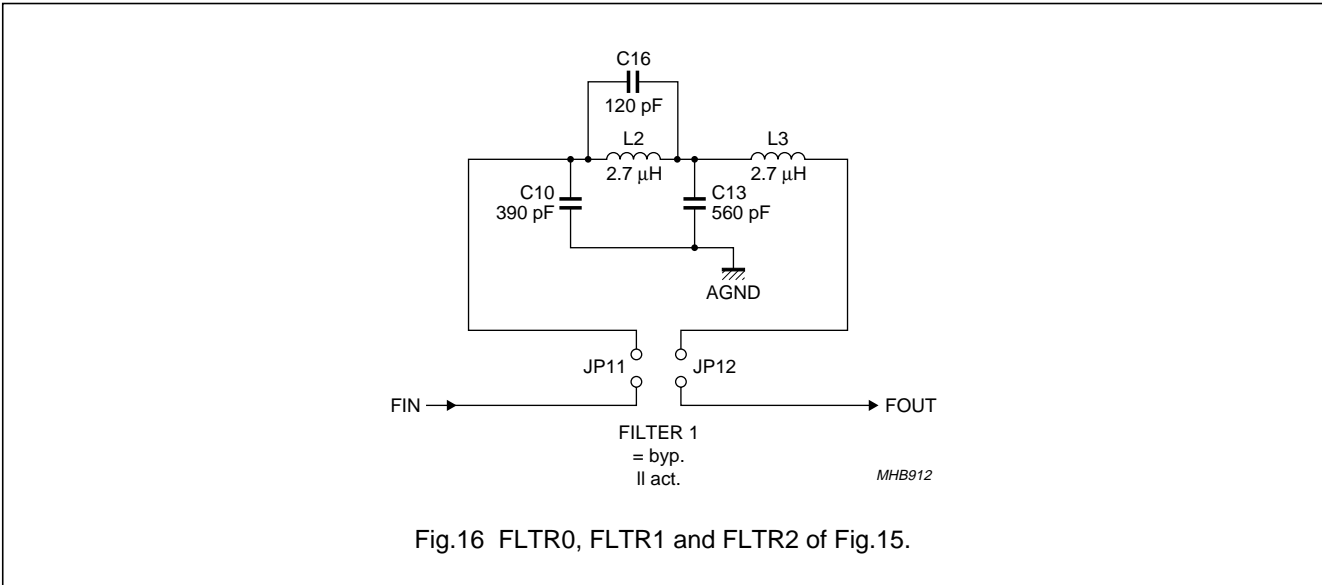 C16
120 pF
L2
2.7 μH
L3
2.7 μH
C10
390 pF
C13
560 pF
AGND
JP11
JP12
FIN
FOUT
FILTER 1
= byp.
ll act.
MHB912
Fig.16 FLTR0, FLTR1 and FLTR2 of Fig.15.